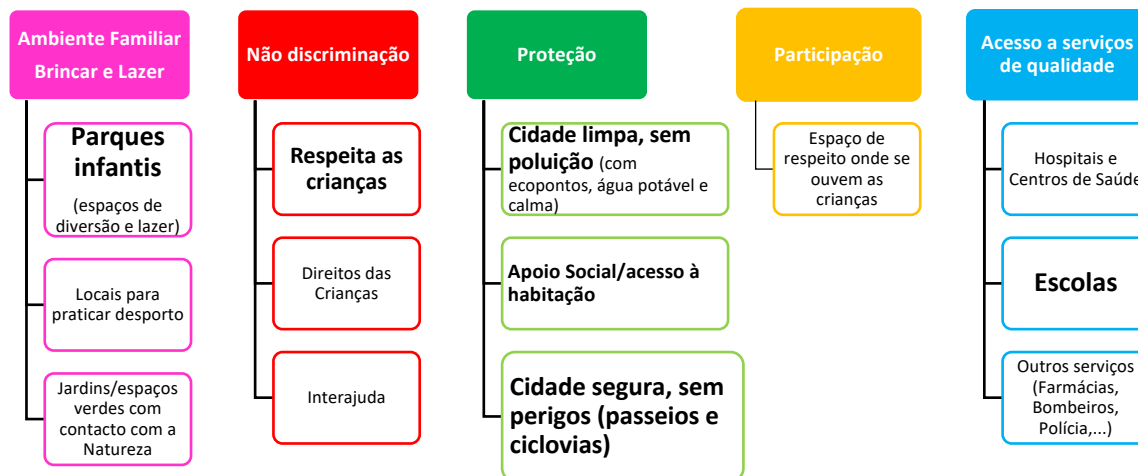 Ambiente Familiar
Brincar e Lazer
Parques
infantis
(espaços de
diversão e lazer)
Locais para
praticar desporto
Jardins/espaços
verdes com
contacto com a
Natureza
Não discriminação
Respeita as
crianças
Direitos das
Crianças
Interajuda
Proteção
Cidade limpa, sem
poluição (com
ecopontos, água potável e
calma)
Apoio Social/acesso à
habitação
Cidade segura, sem
perigos (passeios e
ciclovias)
Participação
Espaço de
respeito onde se
ouvem as
crianças
Acesso a serviços
de qualidade
Hospitais e
Centros de Saúde
Escolas
Outros serviços
(Farmácias,
Bombeiros,
Polícia,...)